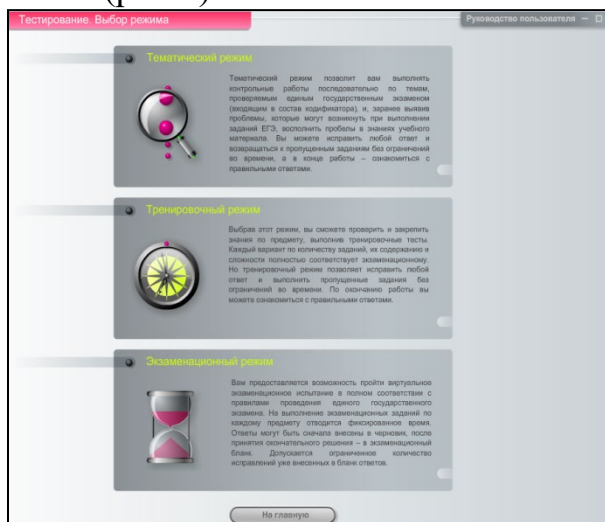 Тестирование. Выбор режима
Руководство пользователя
Тематический режим
Тематический режим позволит вам выполнять
контрольные работы последовательно по темам,
проверяемым единым государственным экзаменом
(входящим в состав кодификатора), и, заранее выявив
проблемы, которые могут возникнуть при выполнении
заданий ЕГЭ, восполнить пробелы в знаниях учебного
материала. Вы можете исправить любой ответ и
возвращаться к пропущенным заданиям без ограничений
во времени, а в конце работы – ознакомиться с
правильными ответами.
Тренировочный режим
Выбрав этот режим, вы сможете проверить и закрепить
знания по предмету, выполнив тренировочные тесты.
Каждый вариант по количеству заданий, их содержанию и
сложности полностью соответствует экзаменационному.
Но тренировочный режим позволяет исправить любой
ответ и выполнить пропущенные задания без
ограничений во времени. По окончанию работы вы
можете ознакомиться с правильными ответами.
Экзаменационный режим
Вам предоставляется возможность пройти виртуальное
экзаменационное испытание в полном соответствии с
правилами проведения единого государственного
экзамена. На выполнение экзаменационных заданий по
каждому предмету отводится фиксированное время.
Ответы могут быть сначала внесены в черновик, после
принятия окончательного решения – в экзаменационный
бланк. Допускается ограниченное количество
исправлений уже внесенных в бланк ответов.
На главную